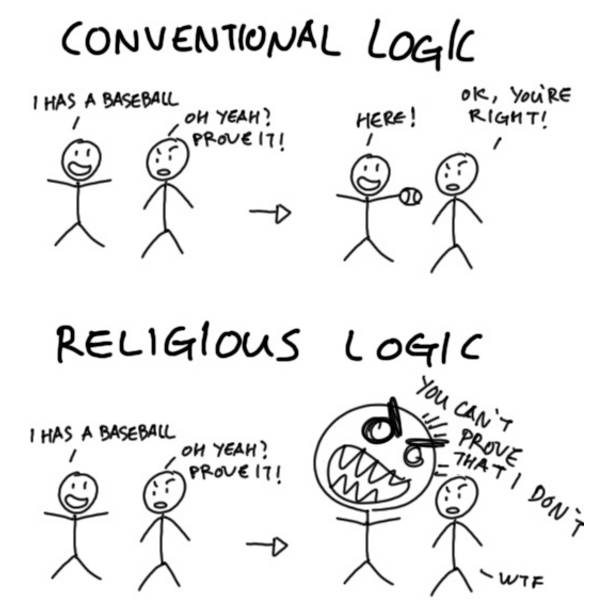 CONVENTIONAL LOGIC
I HAS A BASEBALL
OH YEAH?
PROVE IT!
HERE!
OK, YOU'RE
RIGHT!
RELIGIOUS LOGIC
I HAS A BASEBALL
OH YEAH?
PROVE IT!
YOU CAN'T
PROVE
THAT I DON'T
WTF